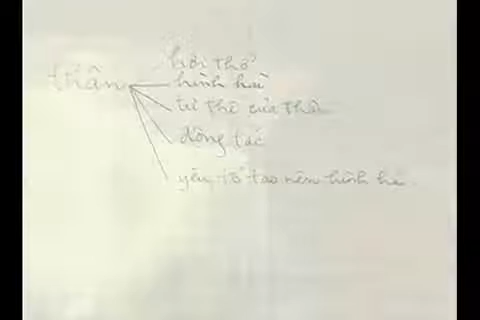 thân
hơi thở
hình hài
tư thế của thân
động tác
yếu tố tạo nên hình hài